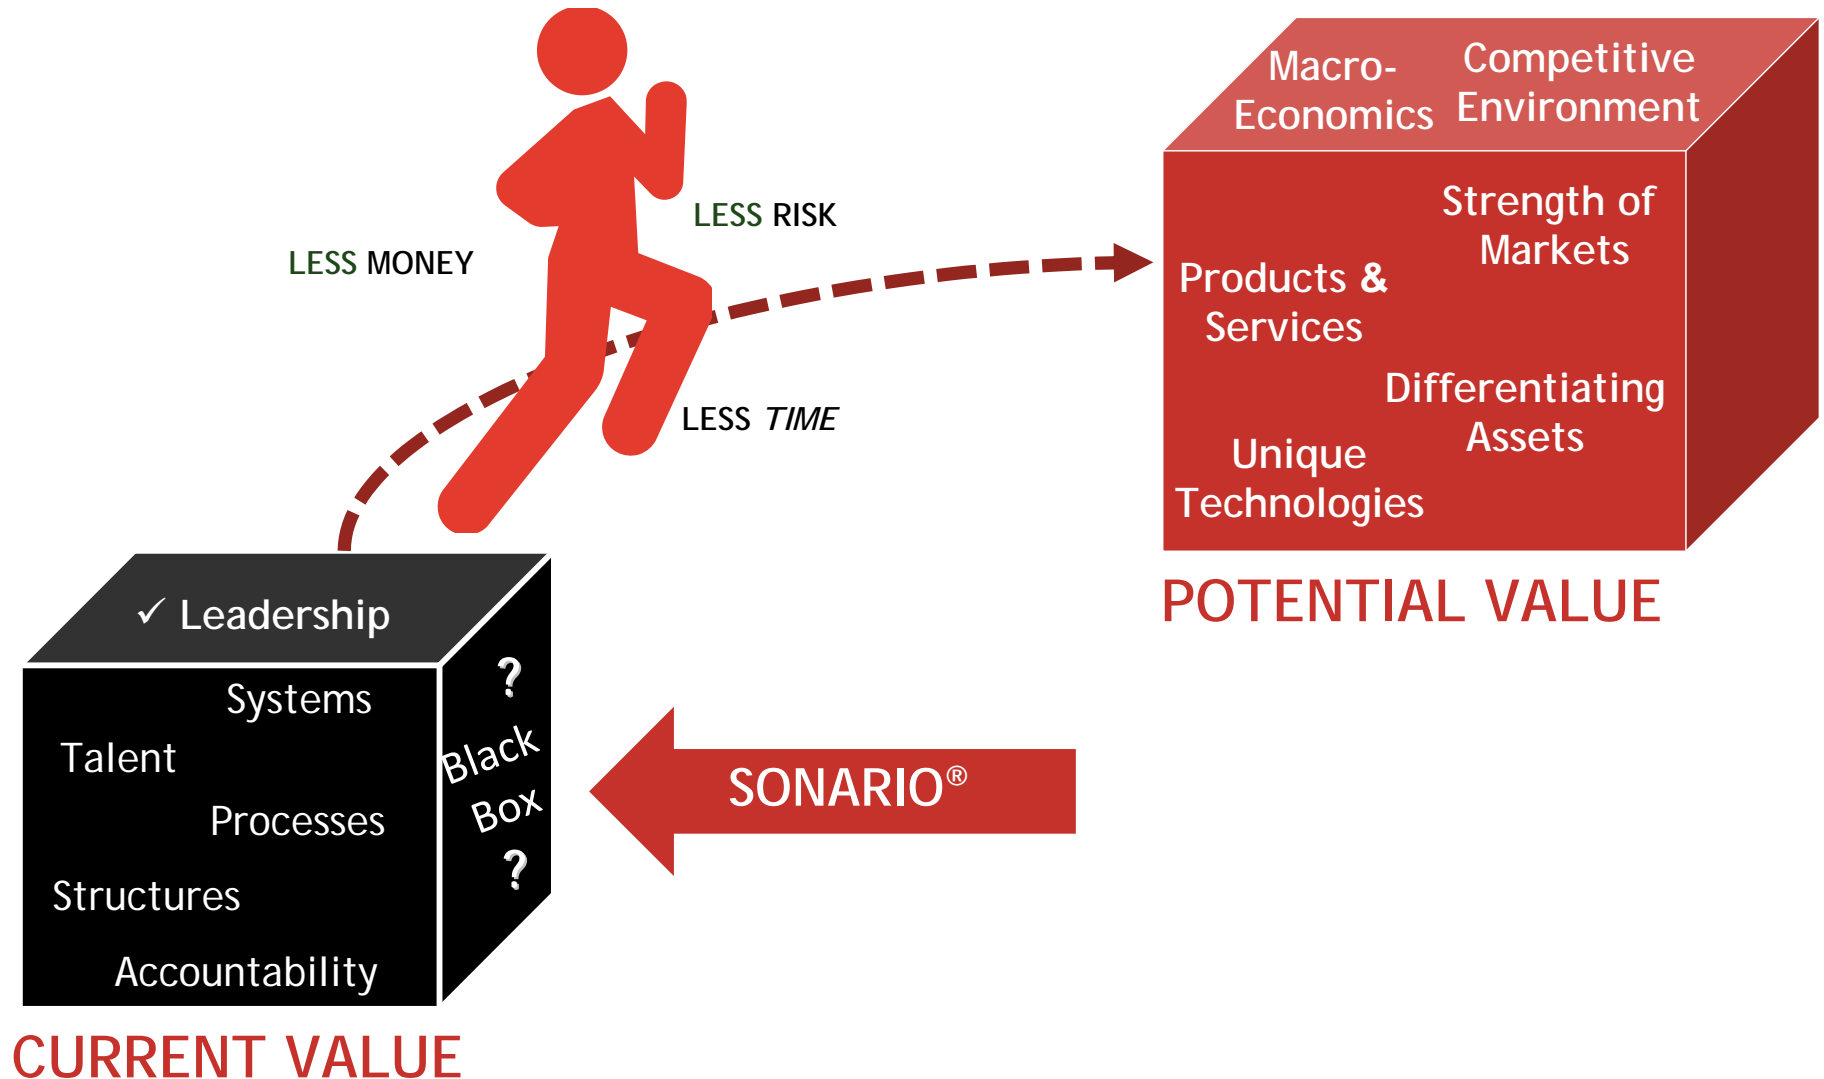 Macro-
Economics
Competitive
Environment
Strength of
Markets
Products &
Services
Differentiating
Assets
Unique
Technologies
POTENTIAL VALUE
LESS RISK
LESS MONEY
LESS TIME
✓ Leadership
Systems
Talent
Processes
Structures
Accountability
?
Black
Box
?
SONARIO®
CURRENT VALUE